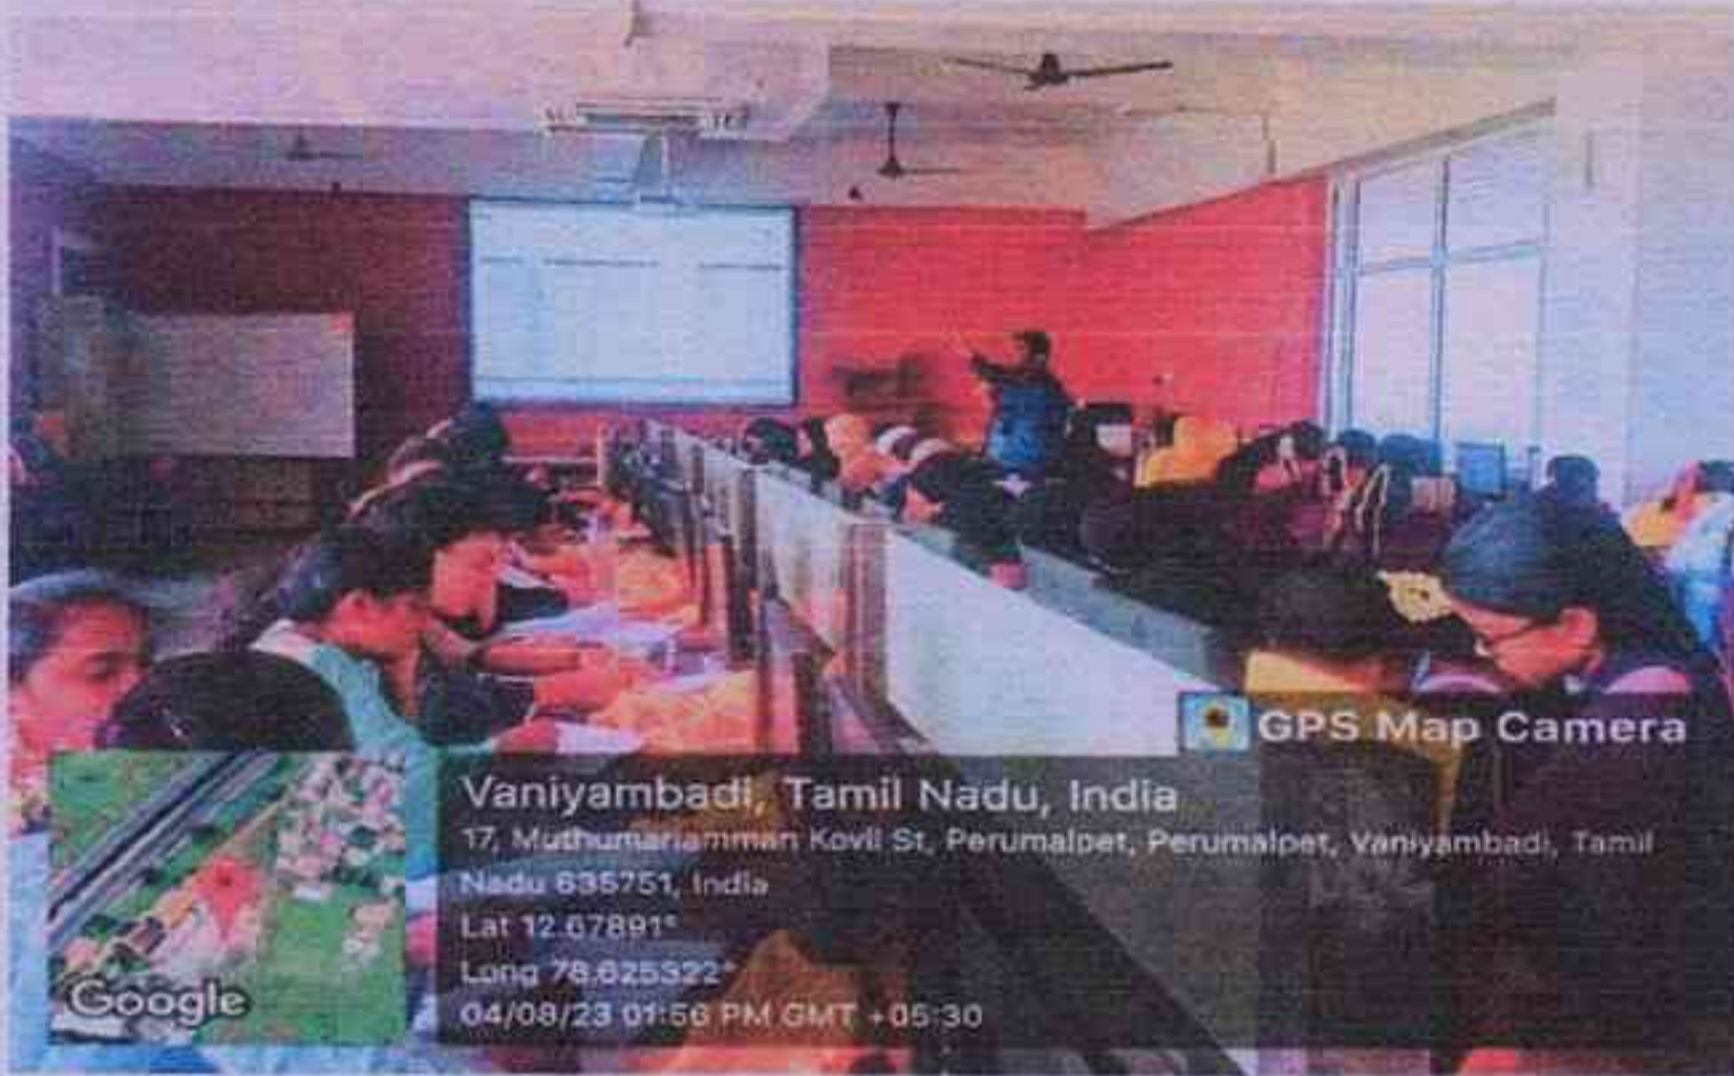 GPS Map Camera
Vaniyambadi, Tamil Nadu, India
17, Muthumariamman Kovil St, Perumalpet, Perumalpet, Vaniyambadi, Tamil
Nadu 635751, India
Lat 12.67891°
Long 78.625322°
04/08/23 01:56 PM GMT +05:30
Google